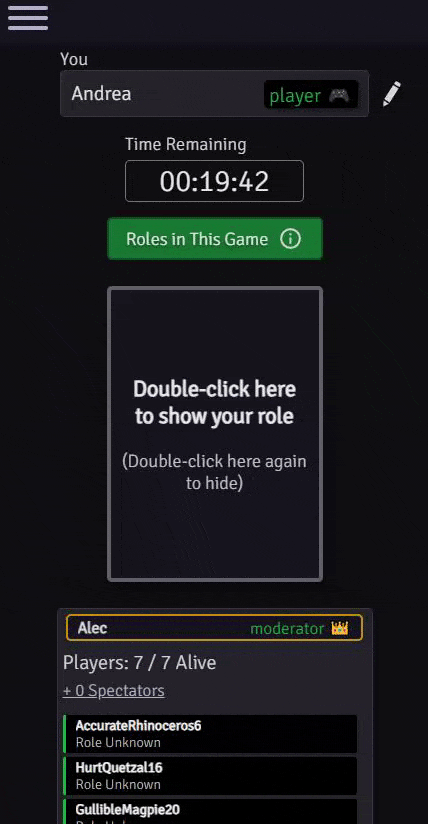 You
Andrea player
Time Remaining
00:19:42
Roles in This Game
Double-click here
to show your role
(Double-click here again
to hide)
Alec moderator
Players: 7 / 7 Alive
+ 0 Spectators
AccurateRhinoceros6
Role Unknown
HurtQuetzal16
Role Unknown
GullibleMagpie20